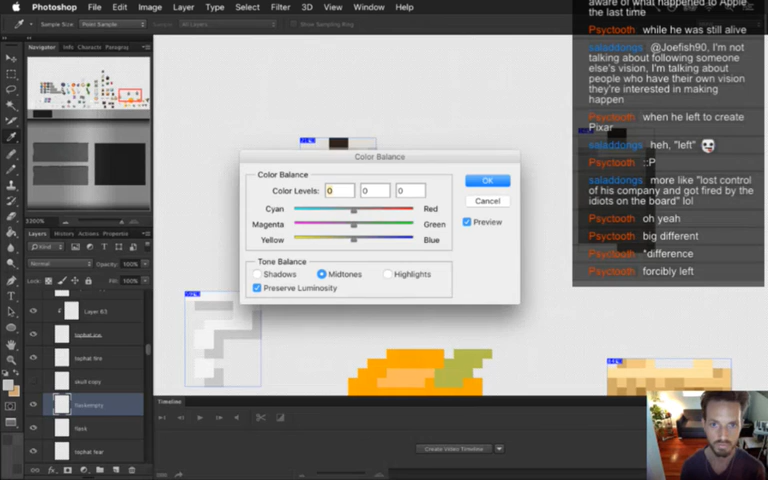 Photoshop File Edit Image Layer Type Select Filter 3D View Window Help
Sample Size: Point Sample
All Layers
Show Sampling Ring
Navigator Info Charact Paragrap
3200%
Layers History Actions Propertie
Kind
Normal Opacity: 100%
Lock: Fill: 100%
Layer 83
tophat ice
tophat fire
skull copy
flaskempty
flask
tophat fear
Color Balance
Color Balance
Color Levels: 0 0 0
Cyan Red
Magenta Green
Yellow Blue
Tone Balance
Shadows Midtones Highlights
Preserve Luminosity
OK
Cancel
Preview
Timeline
Create Video Timeline
aware of what happened to Apple
the last time
Psyctooth while he was still alive
saladdongs @Joefish90, I'm not
talking about following someone
else's vision, I'm talking about
people who have their own vision
they're interested in making
happen
Psyctooth when he left to create
Pixar
saladdongs heh, "left"
Psyctooth ::P
saladdongs more like "lost control
of his company and got fired by the
idiots on the board" lol
Psyctooth oh yeah
Psyctooth big different
Psyctooth *difference
Psyctooth forcibly left